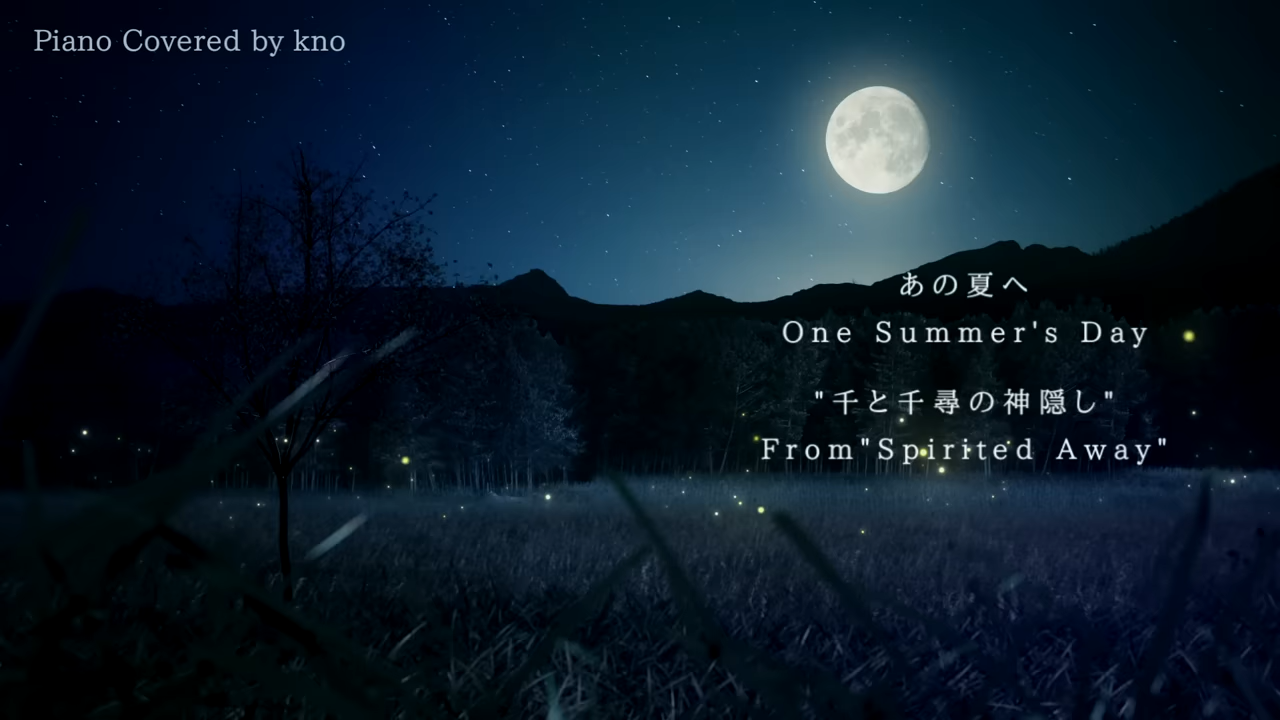 Piano Covered by kno
あの夏へ
One Summer's Day
"千と千尋の神隠し"
From"Spirited Away"